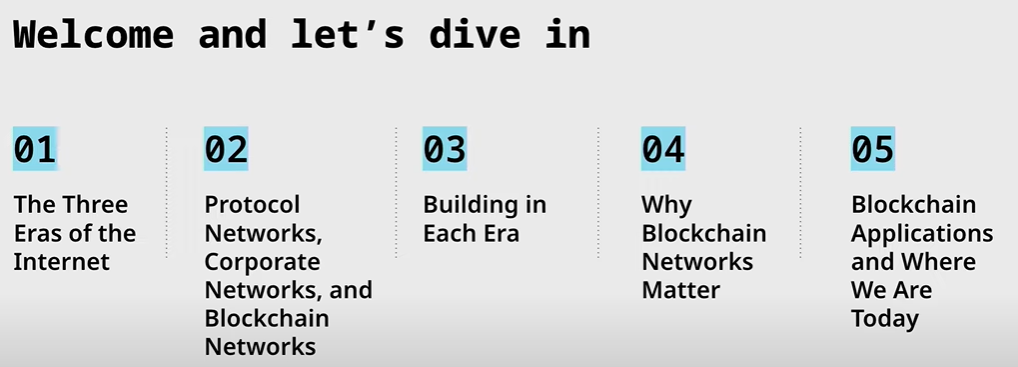 Welcome and let’s dive in
01
The Three
Eras of the
Internet
02
Protocol
Networks,
Corporate
Networks, and
Blockchain
Networks
03
Building in
Each Era
04
Why
Blockchain
Networks
Matter
05
Blockchain
Applications
and Where
We Are
Today